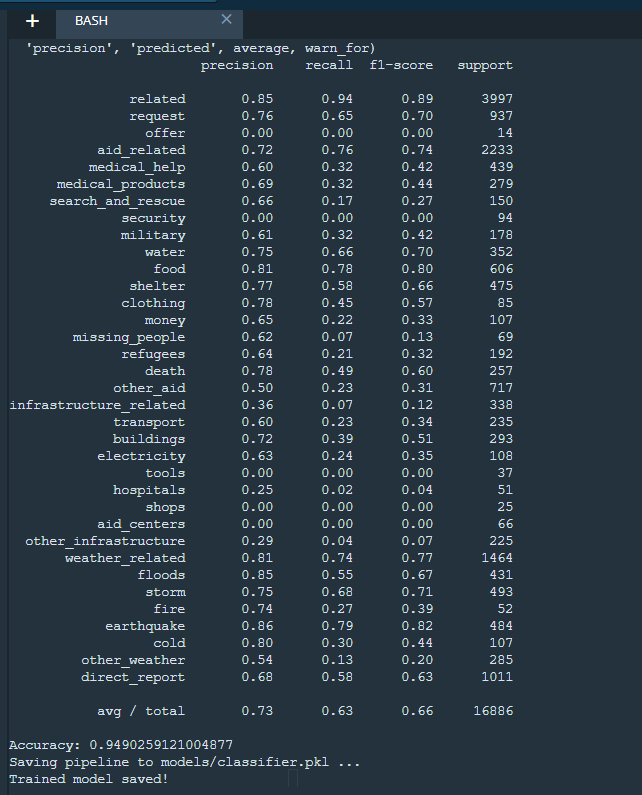 + BASH ×
'precision', 'predicted', average, warn_for)
precision recall f1-score support
related 0.85 0.94 0.89 3997
request 0.76 0.65 0.70 937
offer 0.00 0.00 0.00 14
aid_related 0.72 0.76 0.74 2233
medical_help 0.60 0.32 0.42 439
medical_products 0.69 0.32 0.44 279
search_and_rescue 0.66 0.17 0.27 150
security 0.00 0.00 0.00 94
military 0.61 0.32 0.42 178
water 0.75 0.66 0.70 352
food 0.81 0.78 0.80 606
shelter 0.77 0.58 0.66 475
clothing 0.78 0.45 0.57 85
money 0.65 0.22 0.33 107
missing_people 0.62 0.07 0.13 69
refugees 0.64 0.21 0.32 192
death 0.78 0.49 0.60 257
other_aid 0.50 0.23 0.31 717
infrastructure_related 0.36 0.07 0.12 338
transport 0.60 0.23 0.34 235
buildings 0.72 0.39 0.51 293
electricity 0.63 0.24 0.35 108
tools 0.00 0.00 0.00 37
hospitals 0.25 0.02 0.04 51
shops 0.00 0.00 0.00 25
aid_centers 0.00 0.00 0.00 66
other_infrastructure 0.29 0.04 0.07 225
weather_related 0.81 0.74 0.77 1464
floods 0.85 0.55 0.67 431
storm 0.75 0.68 0.71 493
fire 0.74 0.27 0.39 52
earthquake 0.86 0.79 0.82 484
cold 0.80 0.30 0.44 107
other_weather 0.54 0.13 0.20 285
direct_report 0.68 0.58 0.63 1011
avg / total 0.73 0.63 0.66 16886
Accuracy: 0.9490259121004877
Saving pipeline to models/classifier.pkl ...
Trained model saved!